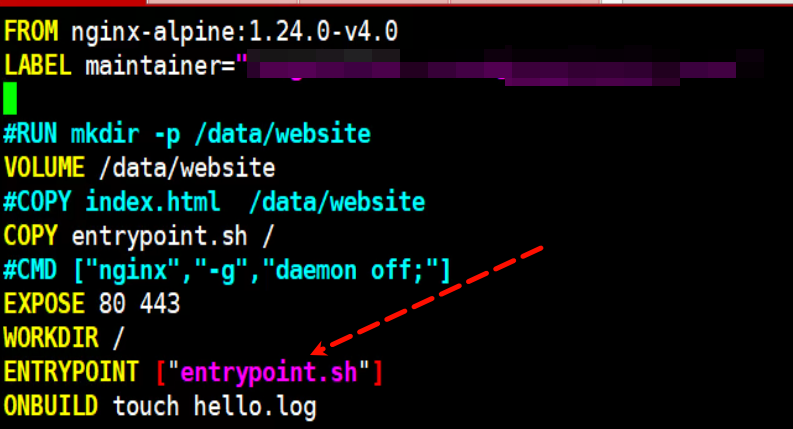 FROM nginx-alpine:1.24.0-v4.0
LABEL maintainer="
#RUN mkdir -p /data/website
VOLUME /data/website
#COPY index.html  /data/website
COPY entrypoint.sh /
#CMD ["nginx","-g","daemon off;"]
EXPOSE 80 443
WORKDIR /
ENTRYPOINT ["entrypoint.sh"]
ONBUILD touch hello.log